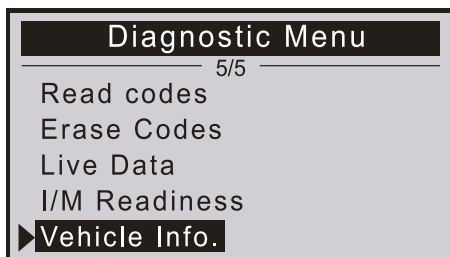 Diagnostic Menu
5/5
Read codes
Erase Codes
Live Data
I/M Readiness
Vehicle Info.